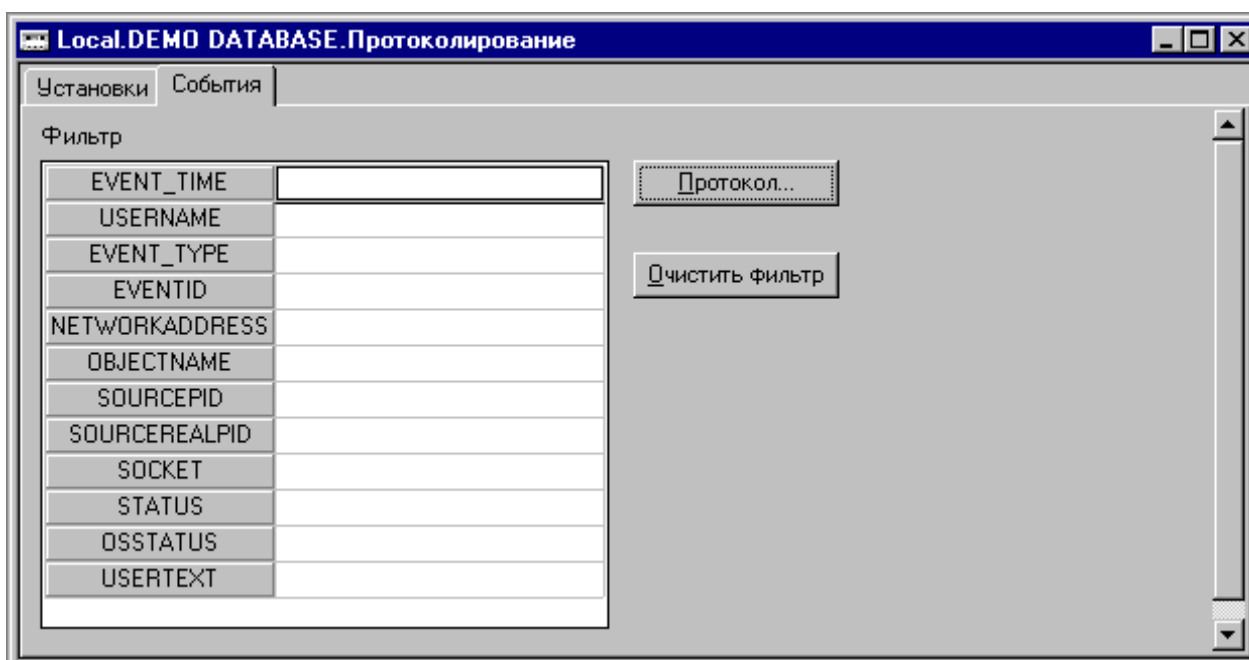 Local.DEMO DATABASE.Протоколирование
Установки События
Фильтр
EVENT_TIME
Протокол...
USERNAME
EVENT_TYPE
Очистить фильтр
EVENTID
NETWORKADDRESS
OBJECTNAME
SOURCEPID
SOURCEREALPID
SOCKET
STATUS
OSSTATUS
USERTEXT